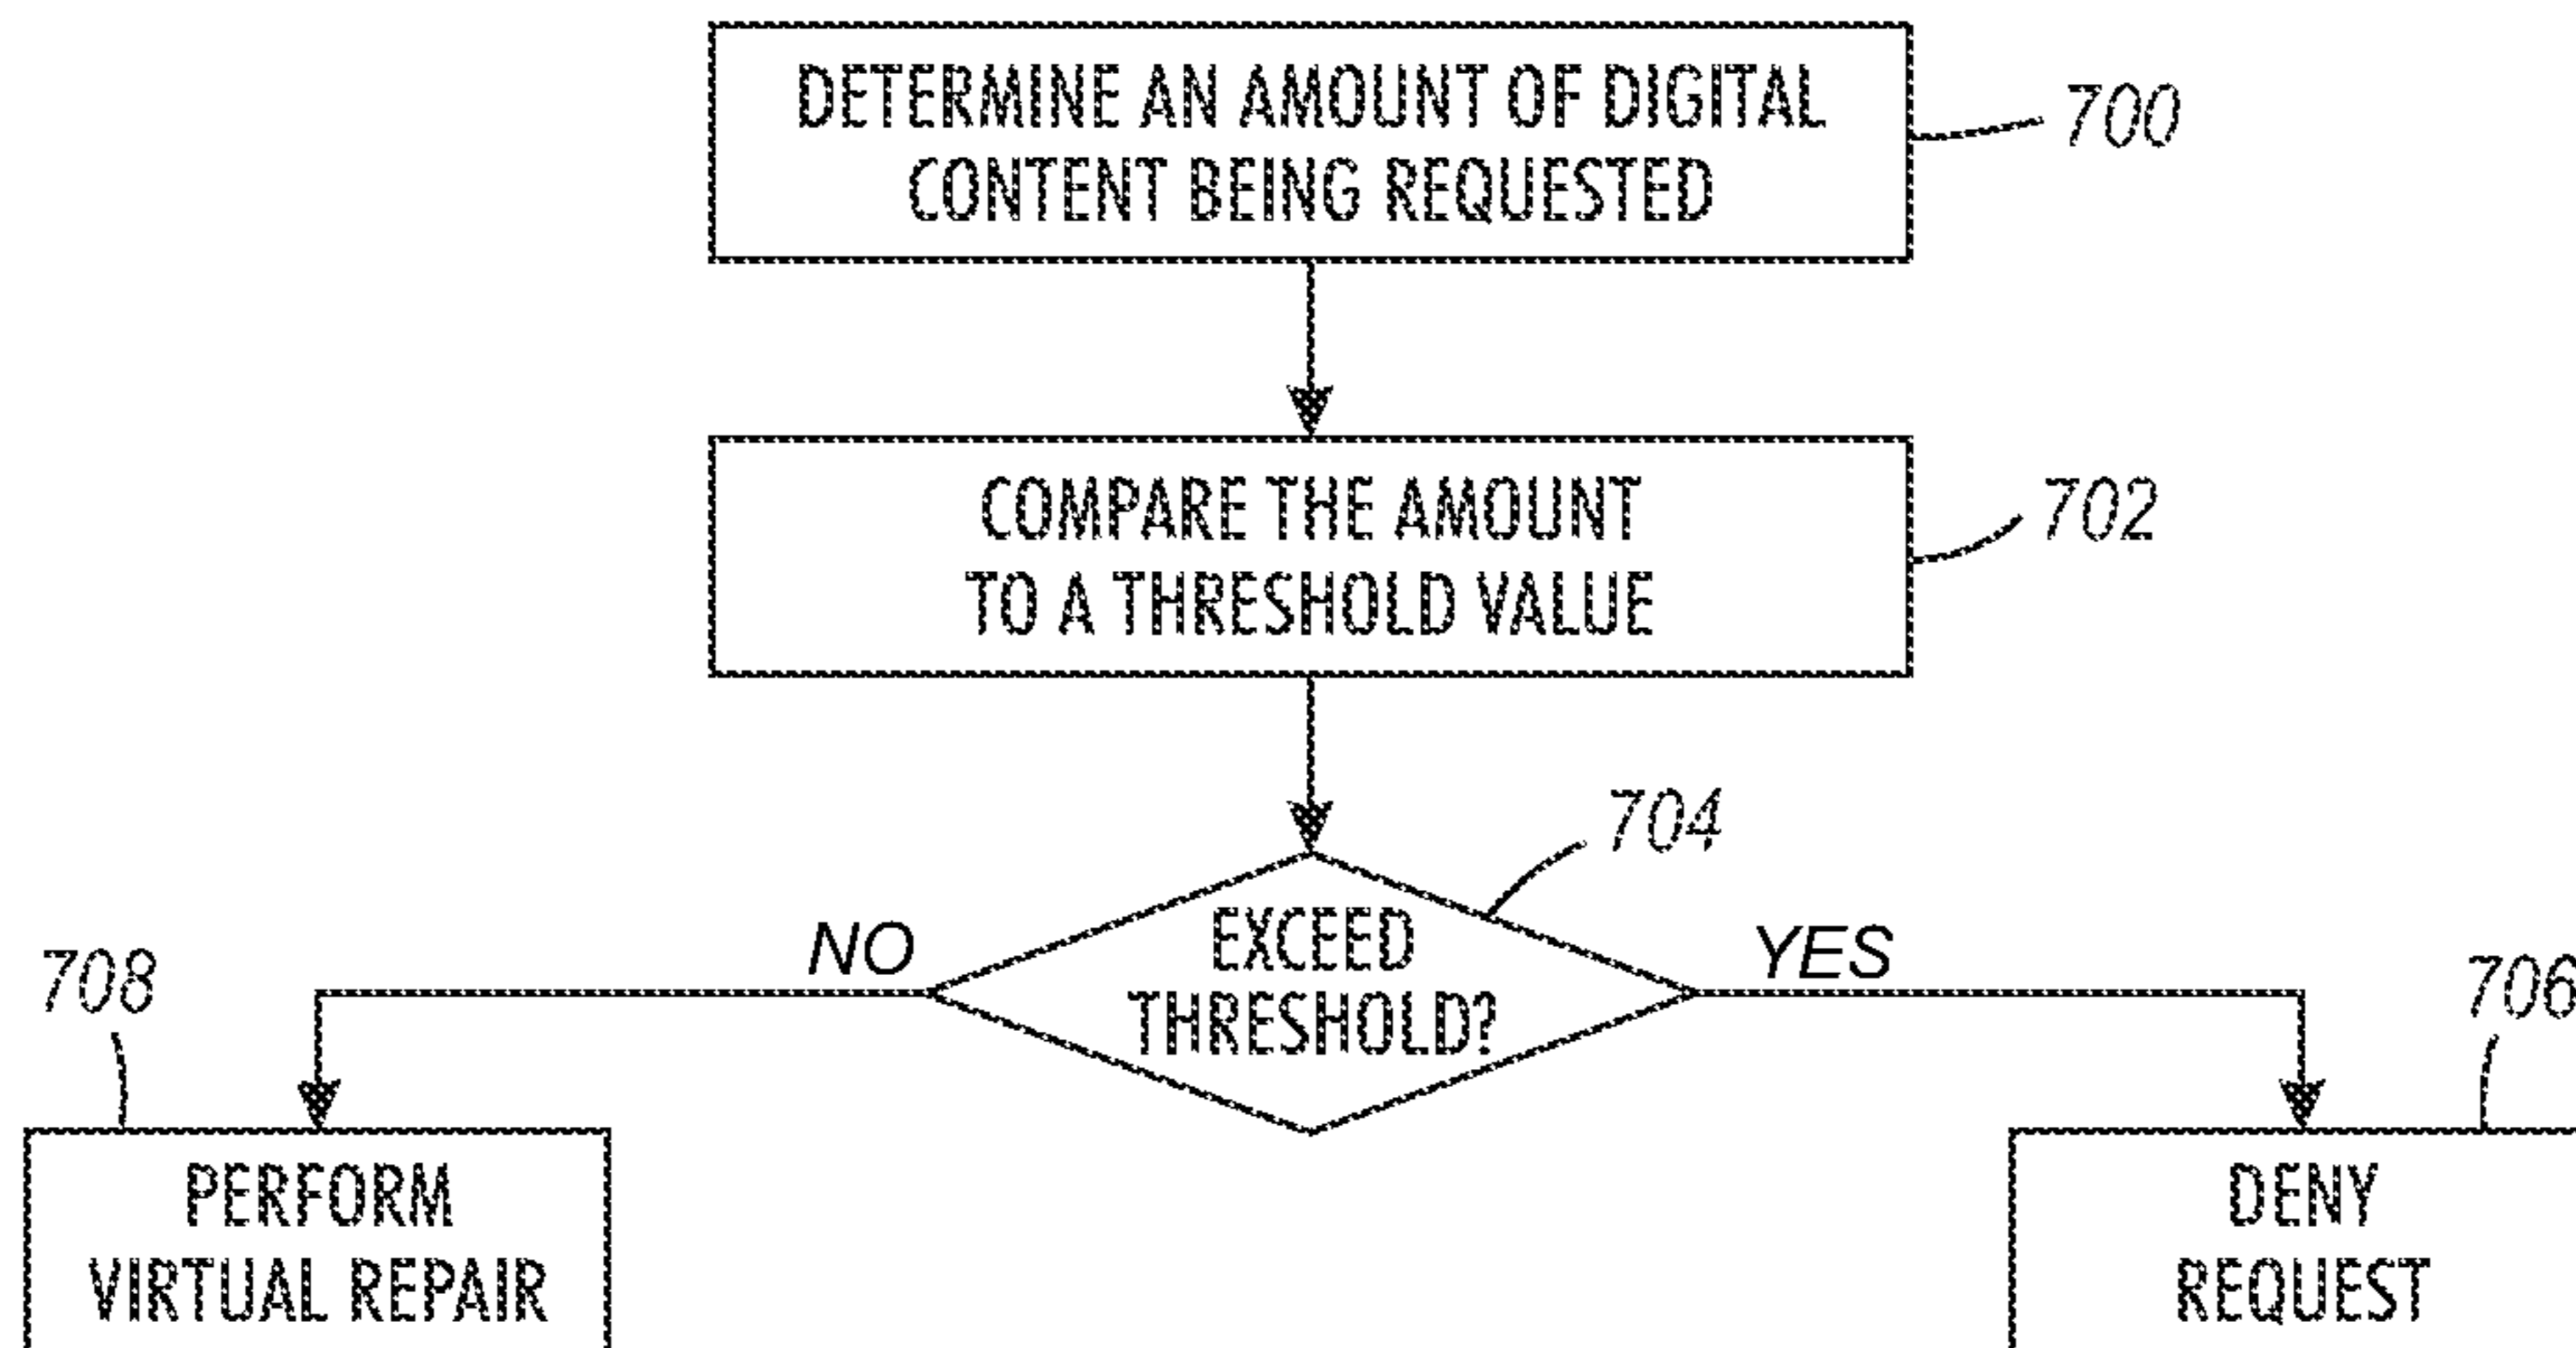 DETERMINE AN AMOUNT OF DIGITAL
CONTENT BEING REQUESTED
700
COMPARE THE AMOUNT
TO A THRESHOLD VALUE
702
704
EXCEED
THRESHOLD?
NO
YES
708
706
PERFORM
VIRTUAL REPAIR
DENY
REQUEST